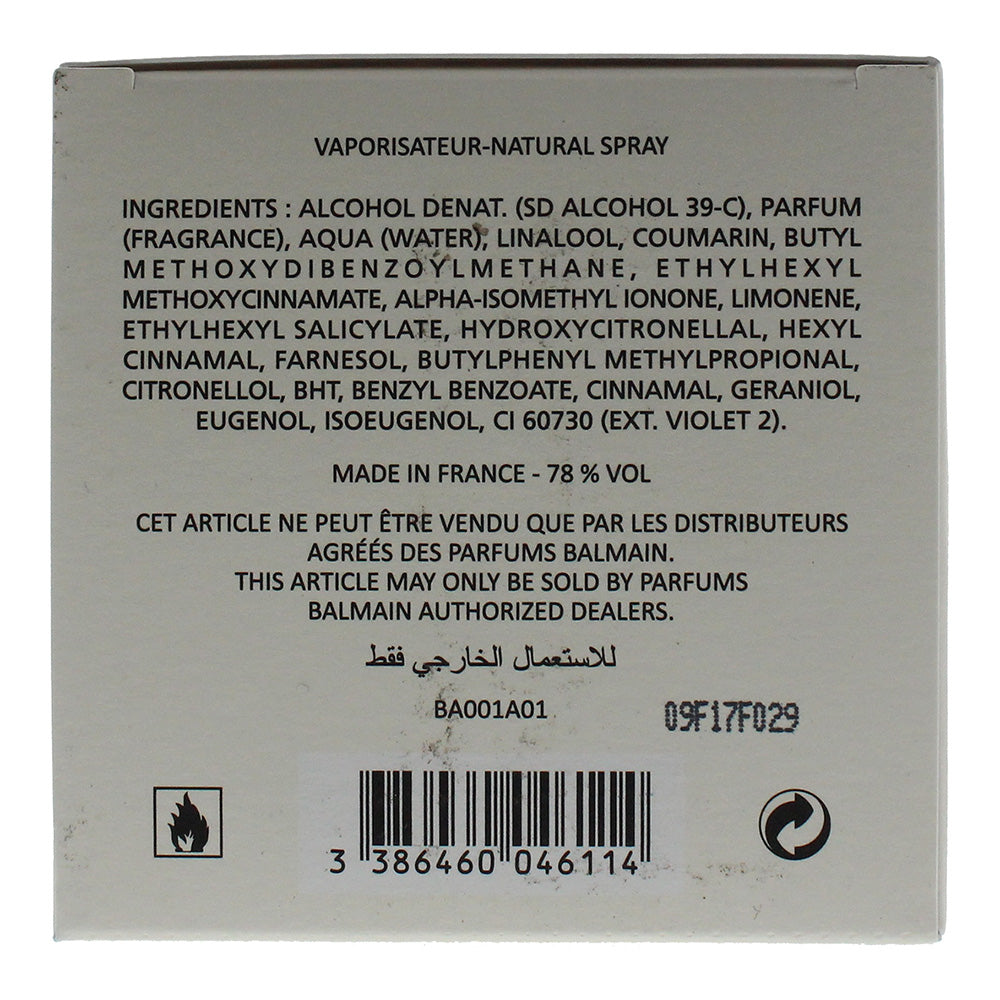 VAPORISATEUR-NATURAL SPRAY
INGREDIENTS : ALCOHOL DENAT. (SD ALCOHOL 39-C), PARFUM
(FRAGRANCE), AQUA (WATER), LINALOOL, COUMARIN, BUTYL
METHOXYDIBENZOYLMETHANE, ETHYLHEXYL
METHOXYCINNAMATE, ALPHA-ISOMETHYL IONONE, LIMONENE,
ETHYLHEXYL SALICYLATE, HYDROXYCITRONELLAL, HEXYL
CINNAMAL, FARNESOL, BUTYLPHENYL METHYLPROPIONAL,
CITRONELLOL, BHT, BENZYL BENZOATE, CINNAMAL, GERANIOL,
EUGENOL, ISOEUGENOL, CI 60730 (EXT. VIOLET 2).
MADE IN FRANCE - 78 % VOL
CET ARTICLE NE PEUT ÊTRE VENDU QUE PAR LES DISTRIBUTEURS
AGRÉÉS DES PARFUMS BALMAIN.
THIS ARTICLE MAY ONLY BE SOLD BY PARFUMS
BALMAIN AUTHORIZED DEALERS.
للاستعمال الخارجي فقط
BA001A01
09F17F029
3 386460 046114